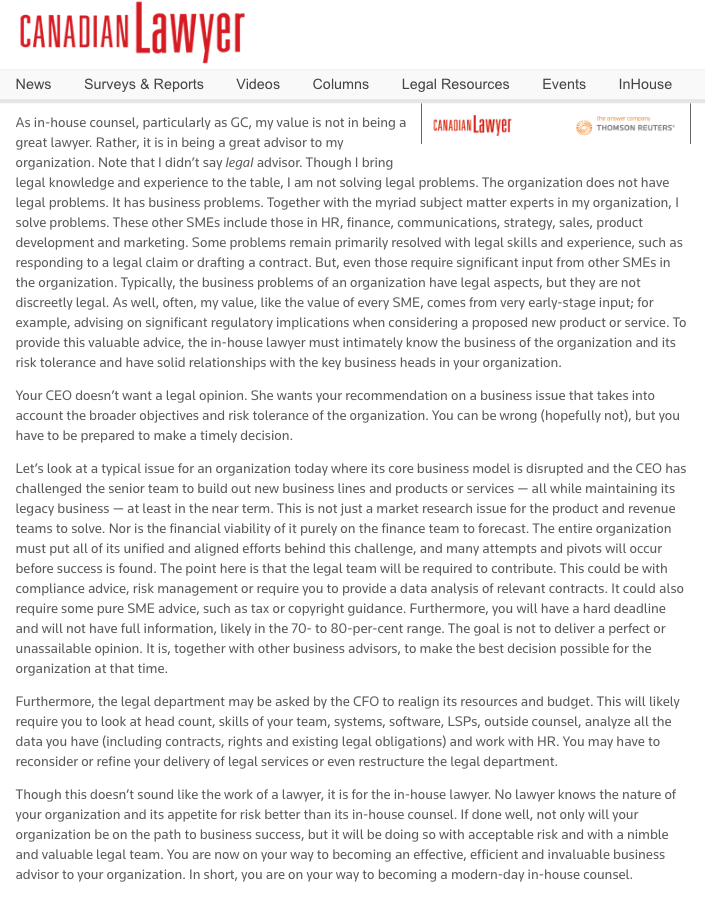 CANADIAN Lawyer
News Surveys & Reports Videos Columns Legal Resources Events InHouse
CANADIAN Lawyer the answer company THOMSON REUTERS®
As in-house counsel, particularly as GC, my value is not in being a
great lawyer. Rather, it is in being a great advisor to my
organization. Note that I didn't say legal advisor. Though I bring
legal knowledge and experience to the table, I am not solving legal problems. The organization does not have
legal problems. It has business problems. Together with the myriad subject matter experts in my organization, I
solve problems. These other SMEs include those in HR, finance, communications, strategy, sales, product
development and marketing. Some problems remain primarily resolved with legal skills and experience, such as
responding to a legal claim or drafting a contract. But, even those require significant input from other SMEs in
the organization. Typically, the business problems of an organization have legal aspects, but they are not
discreetly legal. As well, often, my value, like the value of every SME, comes from very early-stage input; for
example, advising on significant regulatory implications when considering a proposed new product or service. To
provide this valuable advice, the in-house lawyer must intimately know the business of the organization and its
risk tolerance and have solid relationships with the key business heads in your organization.
Your CEO doesn't want a legal opinion. She wants your recommendation on a business issue that takes into
account the broader objectives and risk tolerance of the organization. You can be wrong (hopefully not), but you
have to be prepared to make a timely decision.
Let's look at a typical issue for an organization today where its core business model is disrupted and the CEO has
challenged the senior team to build out new business lines and products or services — all while maintaining its
legacy business — at least in the near term. This is not just a market research issue for the product and revenue
teams to solve. Nor is the financial viability of it purely on the finance team to forecast. The entire organization
must put all of its unified and aligned efforts behind this challenge, and many attempts and pivots will occur
before success is found. The point here is that the legal team will be required to contribute. This could be with
compliance advice, risk management or require you to provide a data analysis of relevant contracts. It could also
require some pure SME advice, such as tax or copyright guidance. Furthermore, you will have a hard deadline
and will not have full information, likely in the 70- to 80-per-cent range. The goal is not to deliver a perfect or
unassailable opinion. It is, together with other business advisors, to make the best decision possible for the
organization at that time.
Furthermore, the legal department may be asked by the CFO to realign its resources and budget. This will likely
require you to look at head count, skills of your team, systems, software, LSPs, outside counsel, analyze all the
data you have (including contracts, rights and existing legal obligations) and work with HR. You may have to
reconsider or refine your delivery of legal services or even restructure the legal department.
Though this doesn't sound like the work of a lawyer, it is for the in-house lawyer. No lawyer knows the nature of
your organization and its appetite for risk better than its in-house counsel. If done well, not only will your
organization be on the path to business success, but it will be doing so with acceptable risk and with a nimble
and valuable legal team. You are now on your way to becoming an effective, efficient and invaluable business
advisor to your organization. In short, you are on your way to becoming a modern-day in-house counsel.